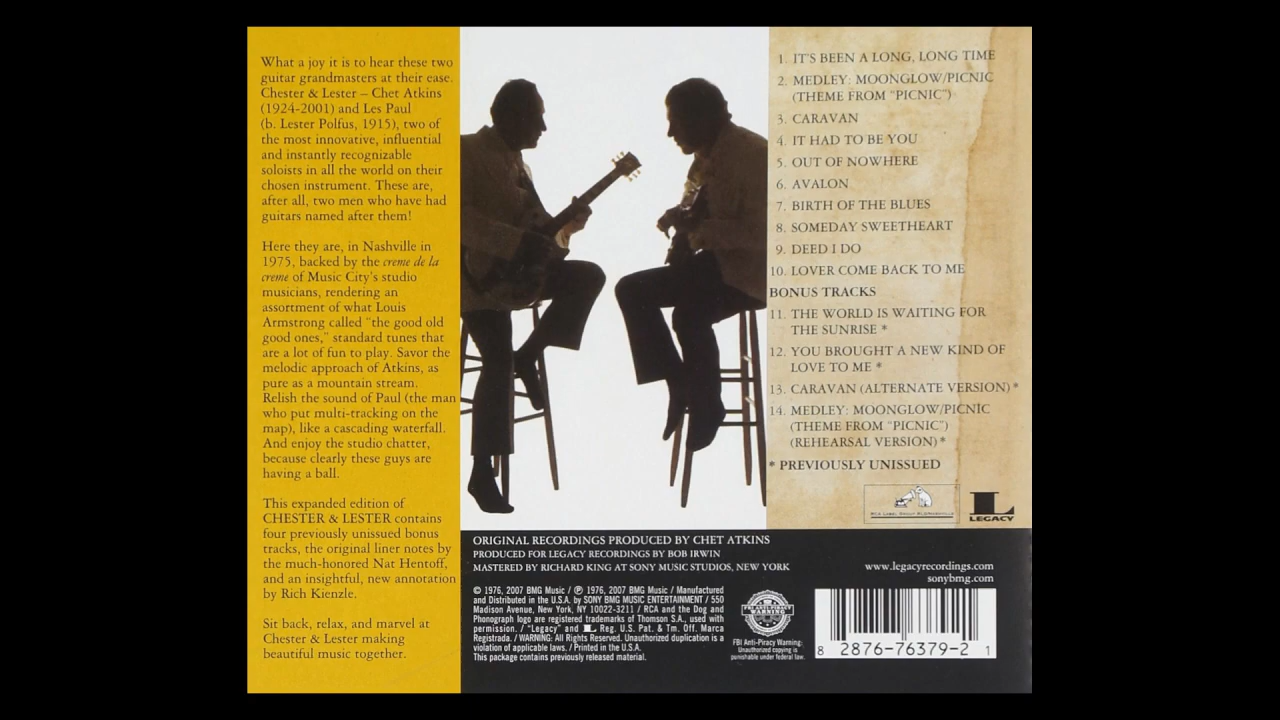 What a joy it is to hear these two
guitar grandmasters at their ease.
Chester & Lester – Chet Atkins
(1924-2001) and Les Paul
(b. Lester Polfus, 1915), two of
the most innovative, influential
and instantly recognizable
soloists in all the world on their
chosen instrument. These are,
after all, two men who have had
guitars named after them!
Here they are, in Nashville in
1975, backed by the creme de la
creme of Music City's studio
musicians, rendering an
assortment of what Louis
Armstrong called "the good old
good ones," standard tunes that
are a lot of fun to play. Savor the
melodic approach of Atkins, as
pure as a mountain stream.
Relish the sound of Paul (the man
who put multi-tracking on the
map), like a cascading waterfall.
And enjoy the studio chatter,
because clearly these guys are
having a ball.
This expanded edition of
CHESTER & LESTER contains
four previously unissued bonus
tracks, the original liner notes by
the much-honored Nat Hentoff,
and an insightful, new annotation
by Rich Kienzle.
Sit back, relax, and marvel at
Chester & Lester making
beautiful music together.
1. IT'S BEEN A LONG, LONG TIME
2. MEDLEY: MOONGLOW/PICNIC
(THEME FROM "PICNIC")
3. CARAVAN
4. IT HAD TO BE YOU
5. OUT OF NOWHERE
6. AVALON
7. BIRTH OF THE BLUES
8. SOMEDAY SWEETHEART
9. DEED I DO
10. LOVER COME BACK TO ME
BONUS TRACKS
11. THE WORLD IS WAITING FOR
THE SUNRISE *
12. YOU BROUGHT A NEW KIND OF
LOVE TO ME *
13. CARAVAN (ALTERNATE VERSION) *
14. MEDLEY: MOONGLOW/PICNIC
(THEME FROM "PICNIC")
(REHEARSAL VERSION) *
* PREVIOUSLY UNISSUED
L
LEGACY
ORIGINAL RECORDINGS PRODUCED BY CHET ATKINS
PRODUCED FOR LEGACY RECORDINGS BY BOB IRWIN
MASTERED BY RICHARD KING AT SONY MUSIC STUDIOS, NEW YORK
www.legacyrecordings.com
sonybmg.com
© 1976, 2007 BMG Music / ℗ 1976, 2007 BMG Music / Manufactured
and Distributed in the U.S.A. by SONY BMG MUSIC ENTERTAINMENT / 550
Madison Avenue, New York, NY 10022-3211 / RCA and the Dog and
Phonograph logo are registered trademarks of Thomson S.A., used with
permission. / "Legacy" and L Reg. U.S. Pat. & Tm. Off. Marca
Registrada. / WARNING: All Rights Reserved. Unauthorized duplication is a
violation of applicable laws. / Printed in the U.S.A.
This package contains previously released material.
FBI ANTI-PIRACY
WARNING
FBI Anti-Piracy Warning:
Unauthorized copying is
punishable under federal law.
8 2876-76379-2 1